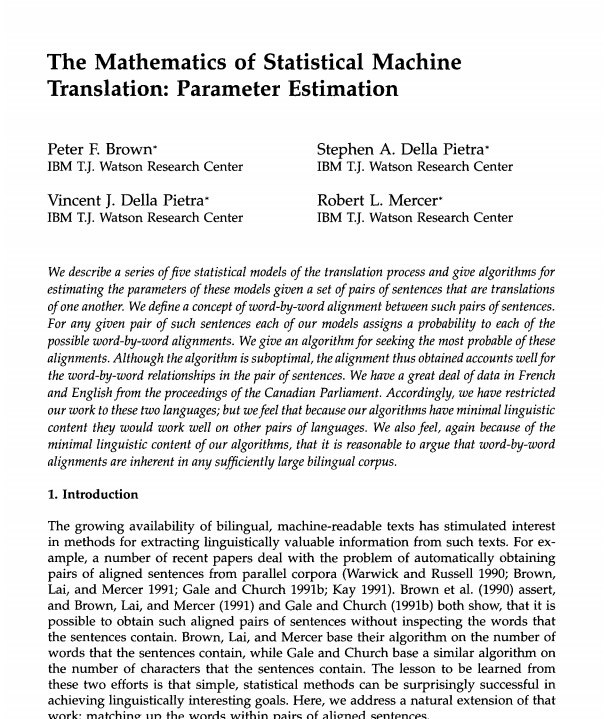 The Mathematics of Statistical Machine
Translation: Parameter Estimation
Peter F. Brown*
IBM T.J. Watson Research Center
Stephen A. Della Pietra*
IBM T.J. Watson Research Center
Vincent J. Della Pietra*
IBM T.J. Watson Research Center
Robert L. Mercer*
IBM T.J. Watson Research Center
We describe a series of five statistical models of the translation process and give algorithms for
estimating the parameters of these models given a set of pairs of sentences that are translations
of one another. We define a concept of word-by-word alignment between such pairs of sentences.
For any given pair of such sentences each of our models assigns a probability to each of the
possible word-by-word alignments. We give an algorithm for seeking the most probable of these
alignments. Although the algorithm is suboptimal, the alignment thus obtained accounts well for
the word-by-word relationships in the pair of sentences. We have a great deal of data in French
and English from the proceedings of the Canadian Parliament. Accordingly, we have restricted
our work to these two languages; but we feel that because our algorithms have minimal linguistic
content they would work well on other pairs of languages. We also feel, again because of the
minimal linguistic content of our algorithms, that it is reasonable to argue that word-by-word
alignments are inherent in any sufficiently large bilingual corpus.
1. Introduction
The growing availability of bilingual, machine-readable texts has stimulated interest
in methods for extracting linguistically valuable information from such texts. For ex-
ample, a number of recent papers deal with the problem of automatically obtaining
pairs of aligned sentences from parallel corpora (Warwick and Russell 1990; Brown,
Lai, and Mercer 1991; Gale and Church 1991b; Kay 1991). Brown et al. (1990) assert,
and Brown, Lai, and Mercer (1991) and Gale and Church (1991b) both show, that it is
possible to obtain such aligned pairs of sentences without inspecting the words that
the sentences contain. Brown, Lai, and Mercer base their algorithm on the number of
words that the sentences contain, while Gale and Church base a similar algorithm on
the number of characters that the sentences contain. The lesson to be learned from
these two efforts is that simple, statistical methods can be surprisingly successful in
achieving linguistically interesting goals. Here, we address a natural extension of that
work: matching up the words within pairs of aligned sentences.